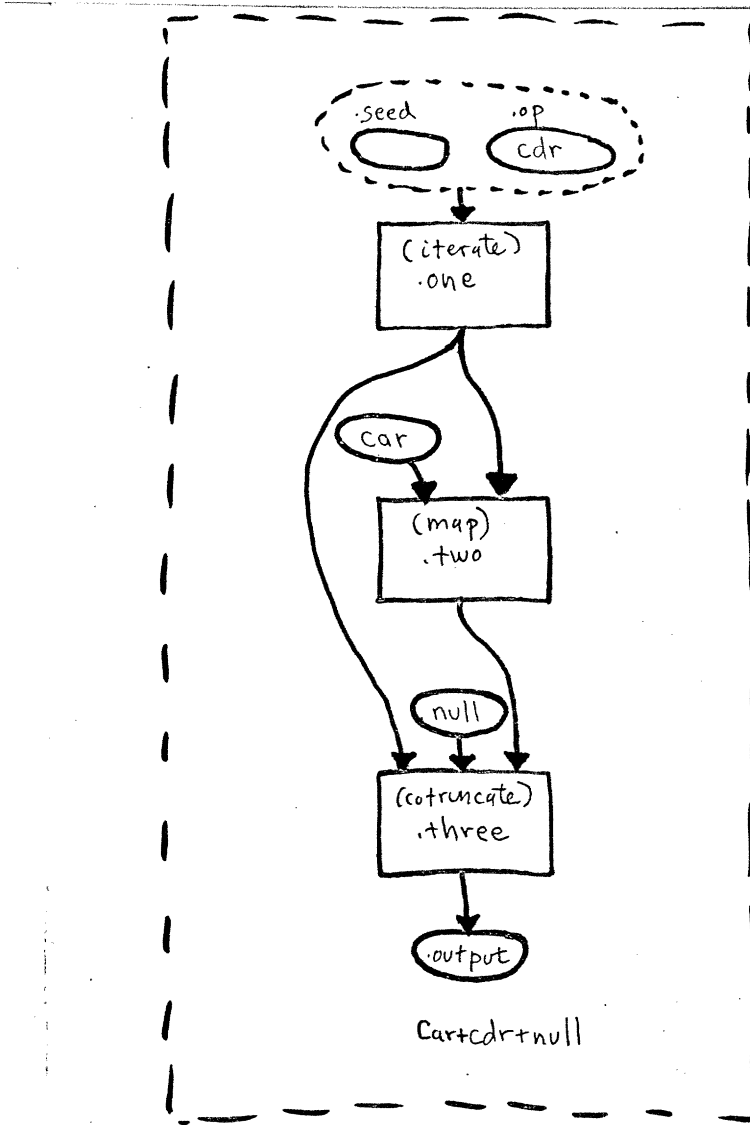 .seed
.op
cdr
(iterate)
.one
car
(map)
.two
null
(cotruncate)
.three
.output
Car+cdr+null